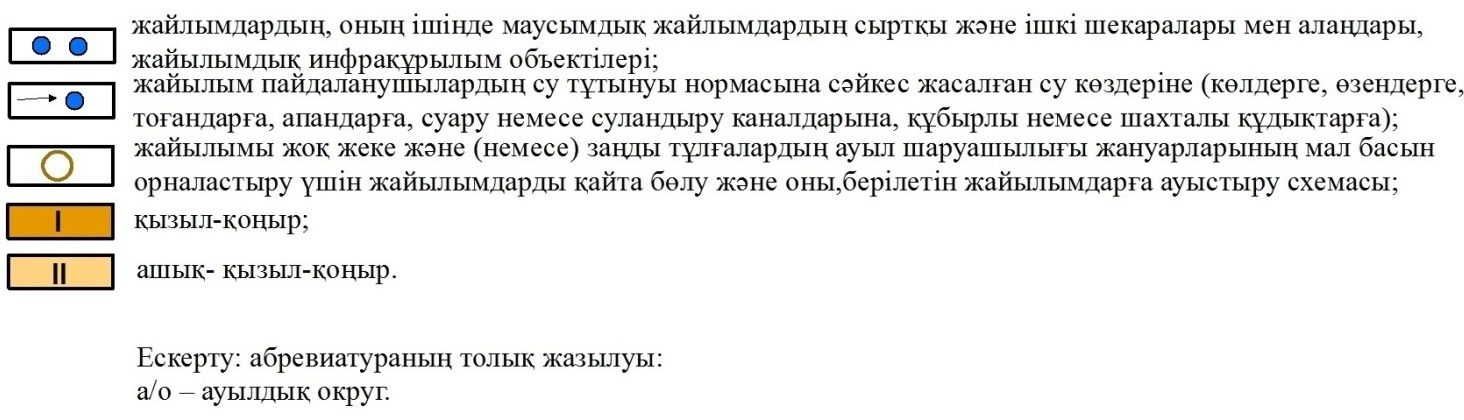 жайлымдардың, оның ішінде маусымдық жайлымдардың сыртқы және ішкі шекаралары мен алаңдары,
жайылымдық инфрақұрылым объектілері;
жайылым пайдаланушылардың су тұтынуы нормасына сәйкес жасалған су көздеріне (көлдерге, өзендерге,
тоғандарға, апандарға, суару немесе суландыру каналдарына, құбырлы немесе шахталы құдықтарға);
жайылымы жоқ жеке және (немесе) заңды тұлғалардың ауыл шаруашылығы жануарларының мал басын
орналастыру үшін жайылымдарды қайта бөлу және оны,берілетін жайылымдарға ауыстыру схемасы;
I қызыл-қоңыр;
II ашық- қызыл-қоңыр.
Ескерту: абревиатураның толық жазылуы:
а/о – ауылдық округ.